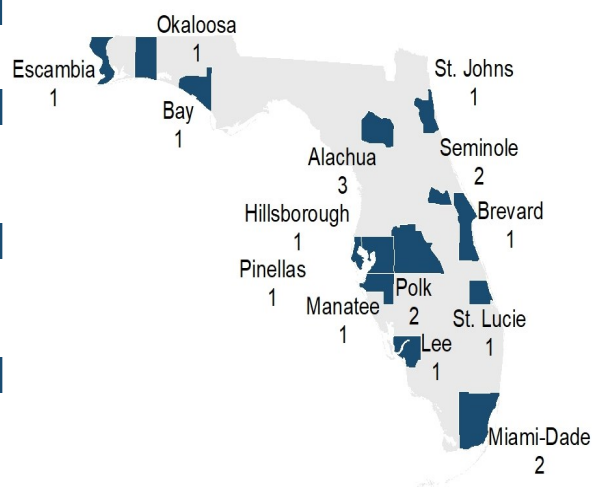 Okaloosa
1
Escambia
1
Bay
1
St. Johns
1
Alachua
3
Seminole
2
Hillsborough
1
Brevard
1
Pinellas
1
Manatee
1
Polk
2
St. Lucie
1
Lee
1
Miami-Dade
2